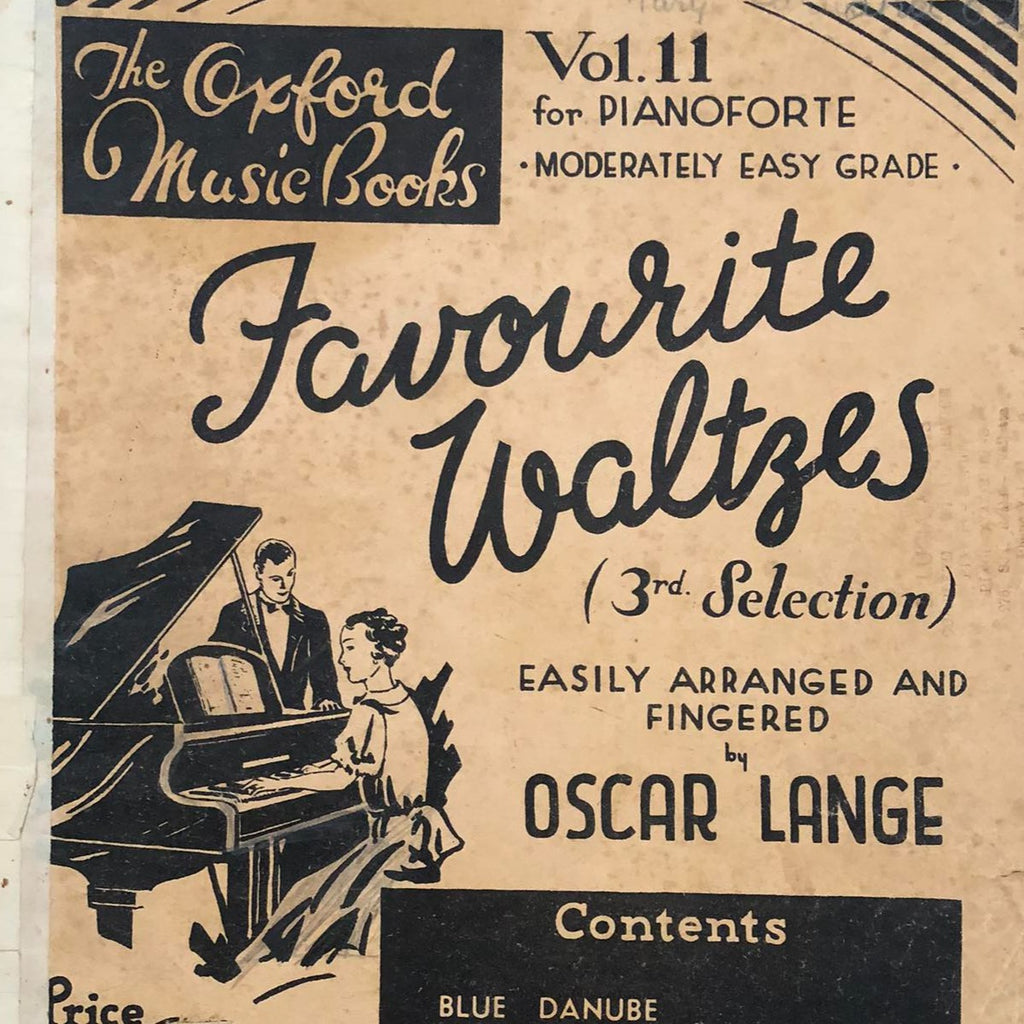 The Oxford
Music Books
Vol. 11
for PIANOFORTE
• MODERATELY EASY GRADE •
Favourite
Waltzes
(3rd. Selection)
EASILY ARRANGED AND
FINGERED
by
OSCAR LANGE
Contents
BLUE DANUBE
Price